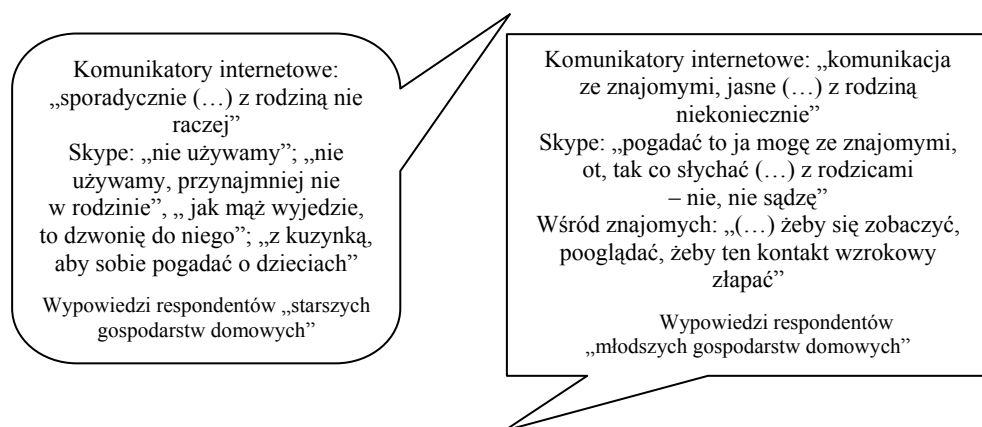 Komunikatory internetowe:
„sporadycznie (…) z rodziną nie
raczej”
Skype: „nie używamy”; „nie
używamy, przynajmniej nie
w rodzinie”, „ jak mąż wyjedzie,
to dzwonię do niego”; „z kuzynką,
aby sobie pogadać o dzieciach”
Wypowiedzi respondentów „starszych
gospodarstw domowych”
Komunikatory internetowe: „komunikacja
ze znajomymi, jasne (…) z rodziną
niekoniecznie”
Skype: „pogadać to ja mogę ze znajomymi,
ot, tak co słychać (…) z rodzicami
– nie, nie sądzę”
Wśród znajomych: „(…) żeby się zobaczyć,
pooglądać, żeby ten kontakt wzrokowy
złapać”
Wypowiedzi respondentów
„młodszych gospodarstw domowych”